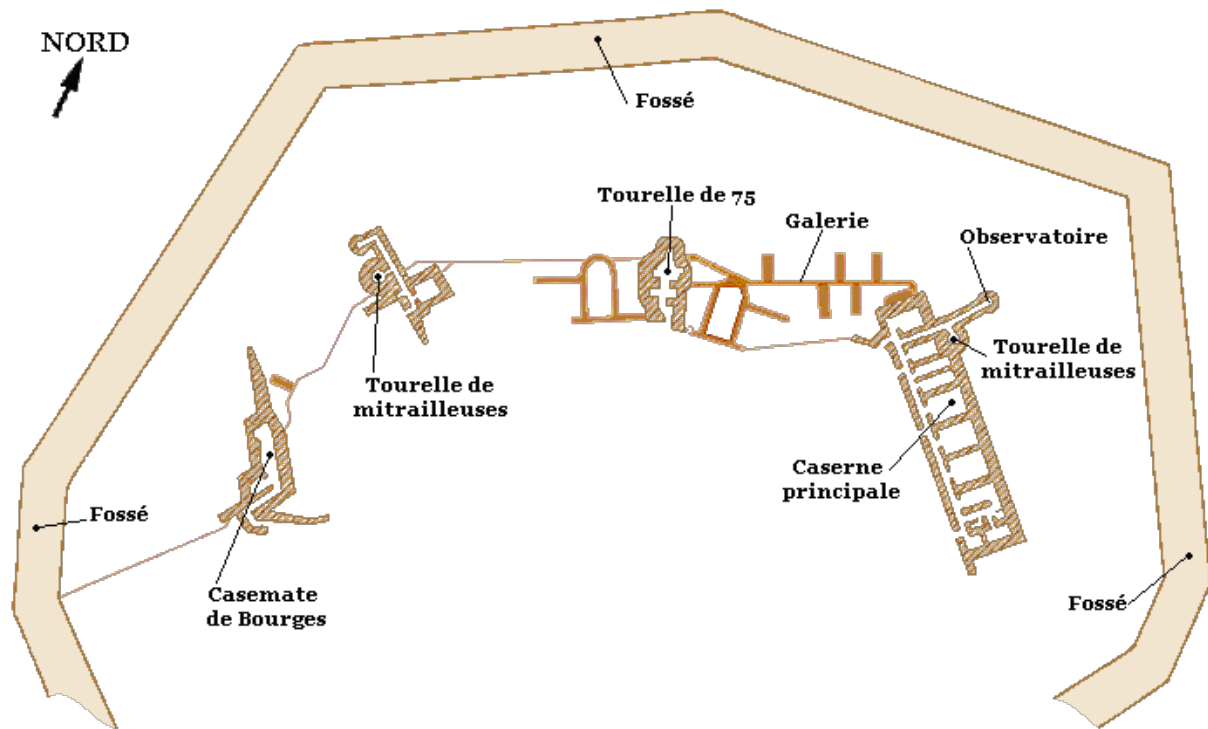 NORD
Fossé
Tourelle de 75
Galerie
Observatoire
Tourelle de
mitrailleuses
Tourelle de
mitrailleuses
Caserne
principale
Fossé
Casemate
de Bourges
Fossé